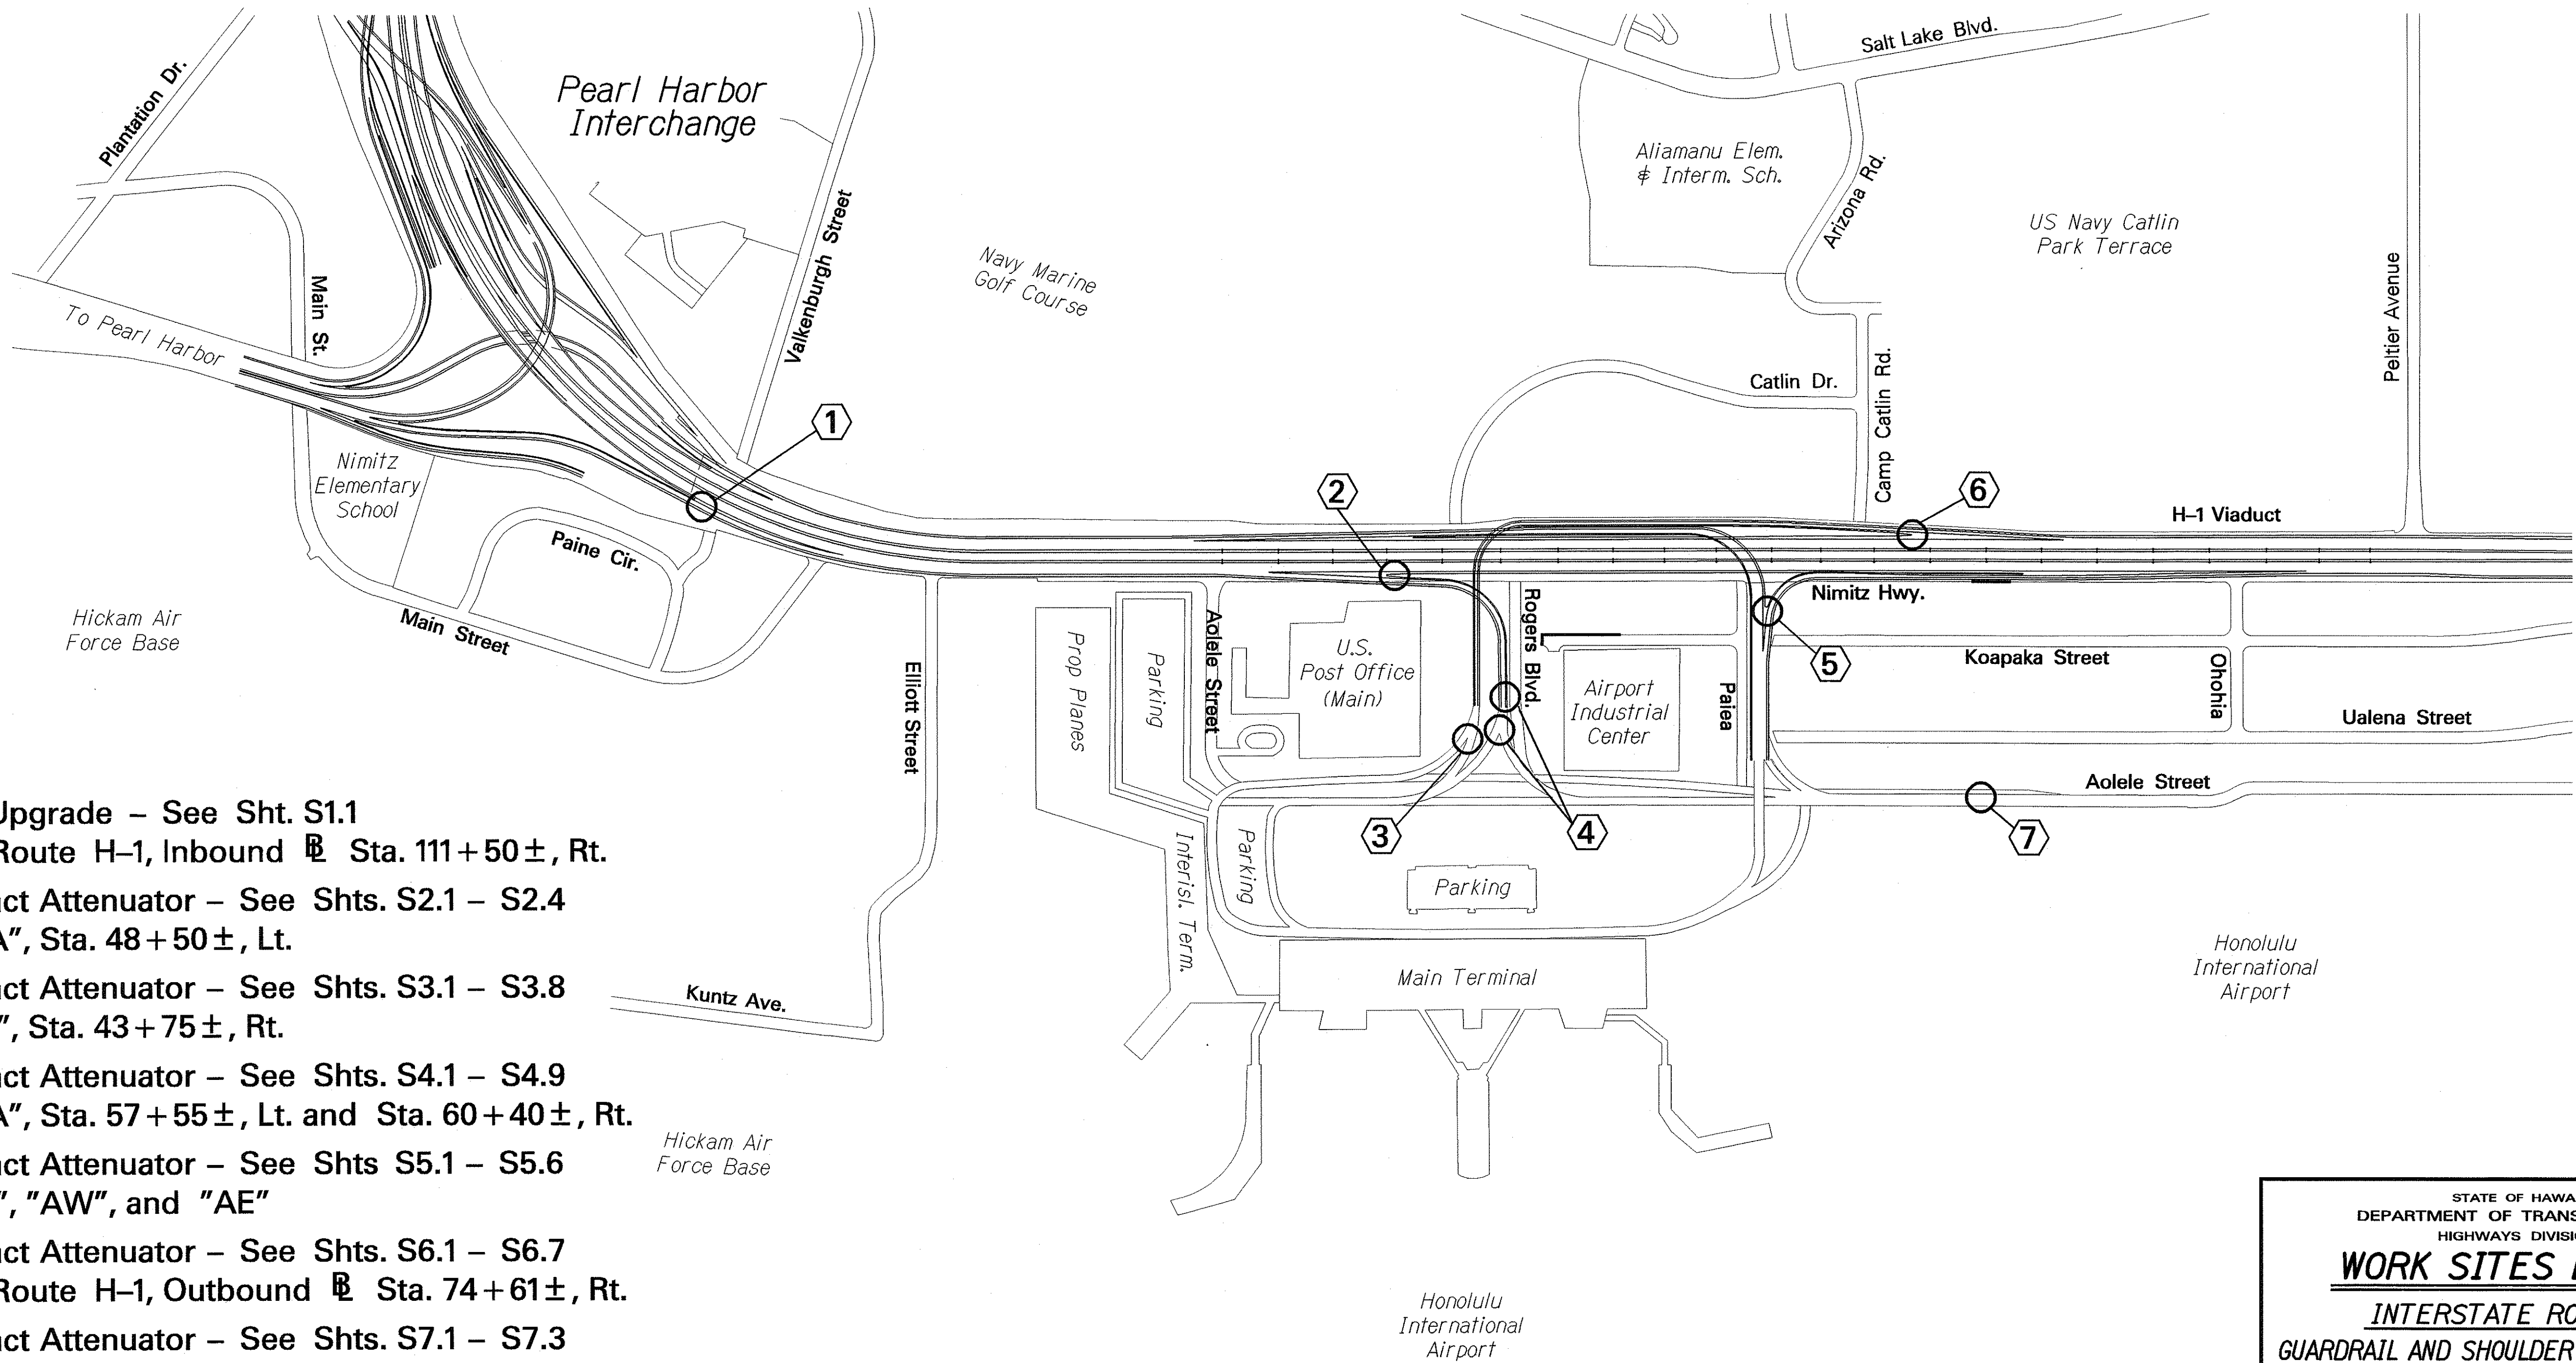 Plantation Dr.
Pearl Harbor
Interchange
Salt Lake Blvd.
Aliamanu Elem.
& Interm. Sch.
Arizona Rd.
US Navy Catlin
Park Terrace
Peltier Avenue
Valkenburgh Street
Navy Marine
Golf Course
Main St.
To Pearl Harbor
Catlin Dr.
Camp Catlin Rd.
1
2
6
H-1 Viaduct
Nimitz
Elementary
School
Paine Cir.
Main Street
Hickam Air
Force Base
Elliott Street
Prop Planes
Parking
Aolele Street
U.S.
Post Office
(Main)
Rogers Blvd.
Airport
Industrial
Center
Paiea
Nimitz Hwy.
5
Koapaka Street
Ohohia
Ualena Street
Aolele Street
3
4
7
Interisl. Term.
Parking
Parking
Main Terminal
Honolulu
International
Airport
Kuntz Ave.
Hickam Air
Force Base
Honolulu
International
Airport
Upgrade – See Sht. S1.1
Route H–1, Inbound BL Sta. 111+50±, Rt.
ct Attenuator – See Shts. S2.1 – S2.4
A", Sta. 48+50±, Lt.
ct Attenuator – See Shts. S3.1 – S3.8
", Sta. 43+75±, Rt.
ct Attenuator – See Shts. S4.1 – S4.9
A", Sta. 57+55±, Lt. and Sta. 60+40±, Rt.
ct Attenuator – See Shts S5.1 – S5.6
", "AW", and "AE"
ct Attenuator – See Shts. S6.1 – S6.7
Route H–1, Outbound BL Sta. 74+61±, Rt.
ct Attenuator – See Shts. S7.1 – S7.3
STATE OF HAWA
DEPARTMENT OF TRANS
HIGHWAYS DIVISI
WORK SITES
INTERSTATE RO
GUARDRAIL AND SHOULDER